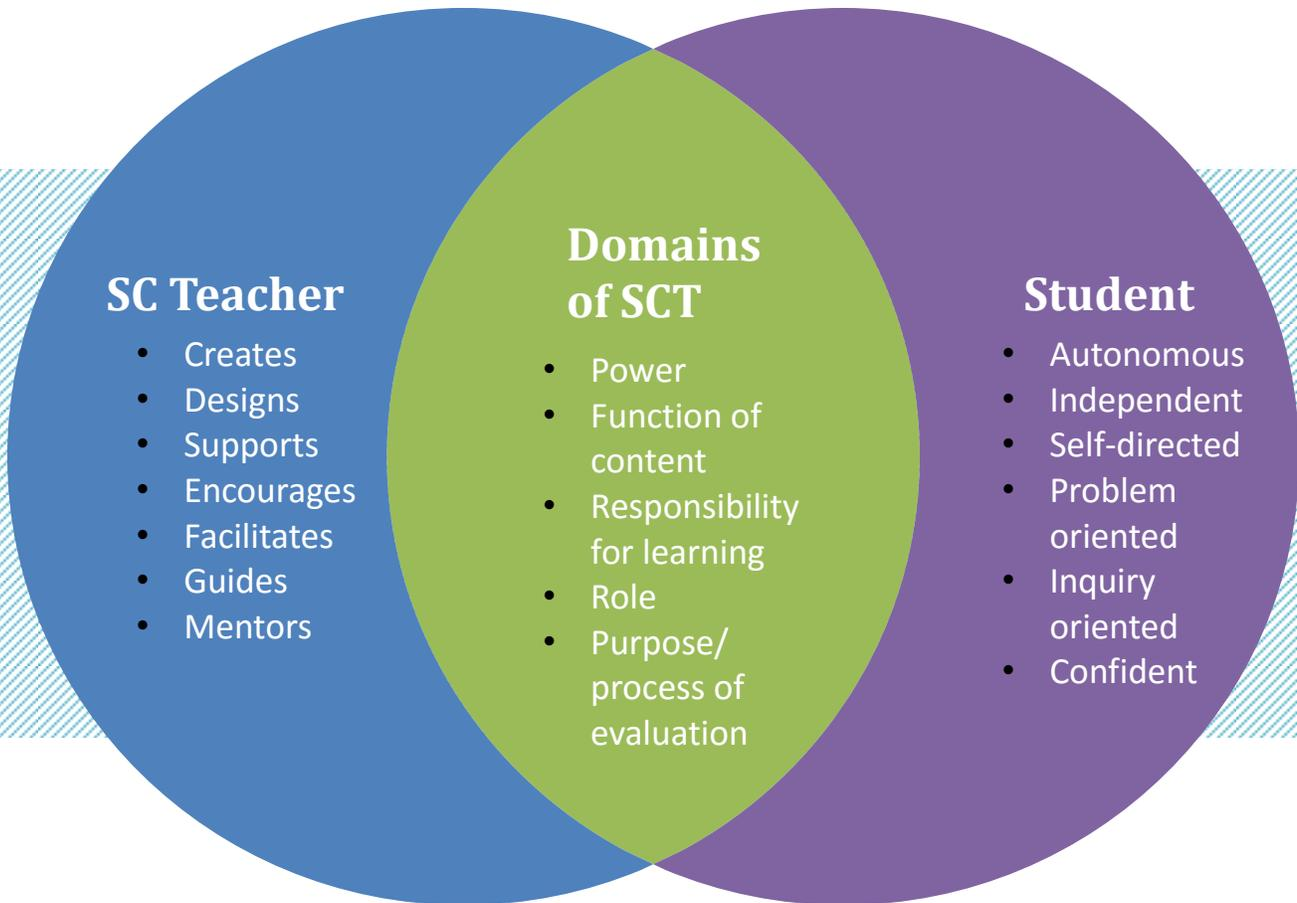 SC Teacher
• Creates
• Designs
• Supports
• Encourages
• Facilitates
• Guides
• Mentors
Domains
of SCT
• Power
• Function of
content
• Responsibility
for learning
• Role
• Purpose/
process of
evaluation
Student
• Autonomous
• Independent
• Self-directed
• Problem
oriented
• Inquiry
oriented
• Confident